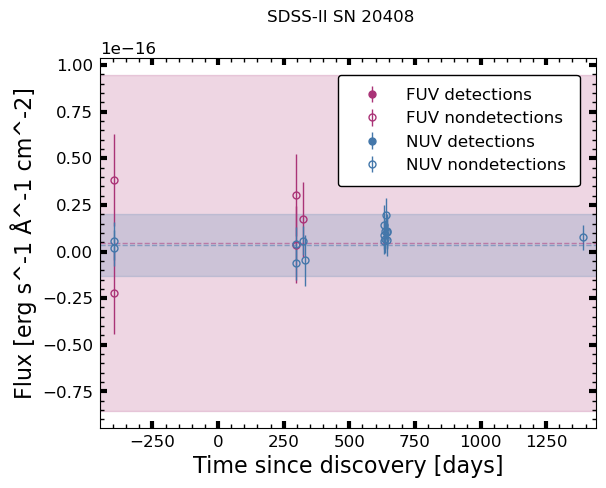 SDSS-II SN 20408
1e−16
Flux [erg s^-1 Å^-1 cm^-2]
1.00
0.75
0.50
0.25
0.00
−0.25
−0.50
−0.75
FUV detections
FUV nondetections
NUV detections
NUV nondetections
−250 0 250 500 750 1000 1250
Time since discovery [days]